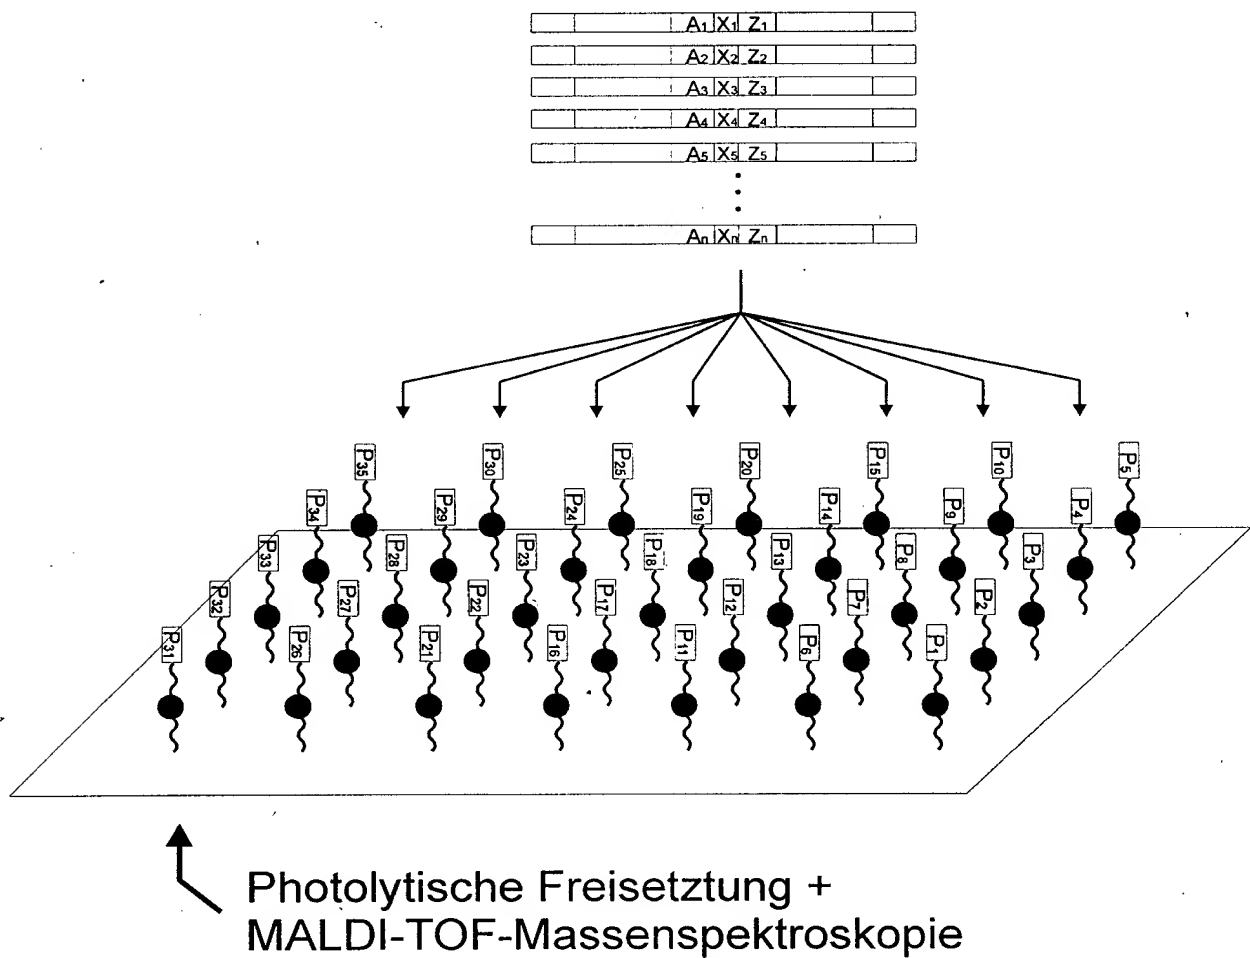 A1 X1 Z1
A2 X2 Z2
A3 X3 Z3
A4 X4 Z4
A5 X5 Z5
An Xn Zn
P35 P30 P25 P20 P15 P10 P5
P34 P29 P24 P19 P14 P9 P4
P33 P28 P23 P18 P13 P8 P3
P32 P27 P22 P17 P12 P7 P2
P31 P26 P21 P16 P11 P6 P1
Photolytische Freisetztung +
MALDI-TOF-Massenspektroskopie